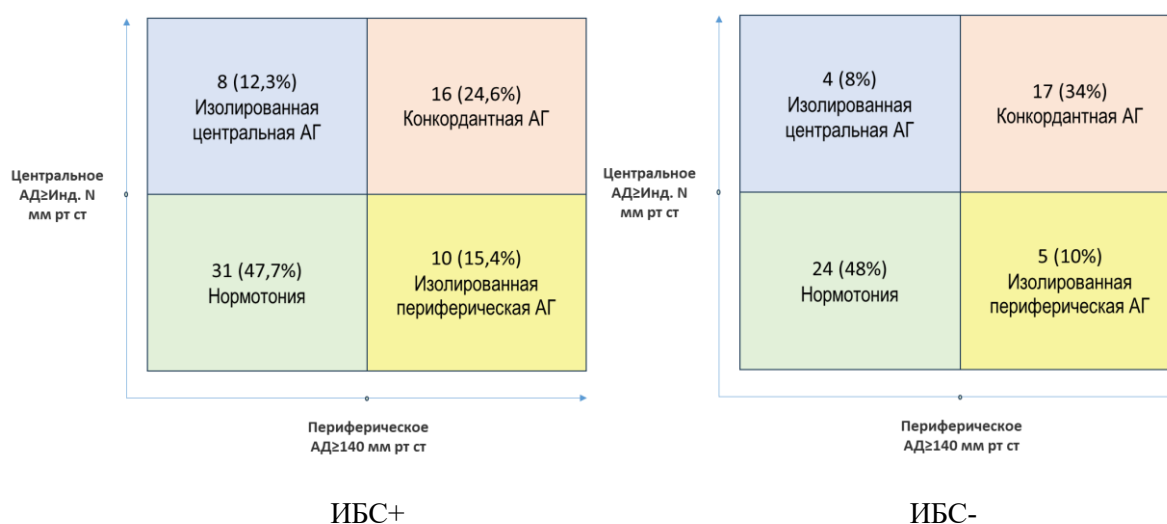 8 (12,3%)
Изолированная
центральная АГ
16 (24,6%)
Конкордантная АГ
Центральное
АД≥Инд. N
мм рт ст
31 (47,7%)
Нормотония
10 (15,4%)
Изолированная
периферическая АГ
Периферическое
АД≥140 мм рт ст
ИБС+
4 (8%)
Изолированная
центральная АГ
17 (34%)
Конкордантная АГ
Центральное
АД≥Инд. N
мм рт ст
24 (48%)
Нормотония
5 (10%)
Изолированная
периферическая АГ
Периферическое
АД≥140 мм рт ст
ИБС-